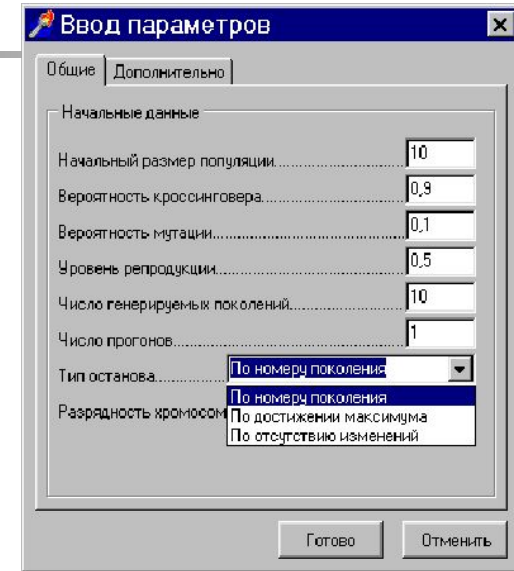 Ввод параметров
Общие Дополнительно
Начальные данные
Начальный размер популяции 10
Вероятность кроссинговера 0,9
Вероятность мутации 0,1
Уровень репродукции 0,5
Число генерируемых поколений 10
Число прогонов 1
Тип останова По номеру поколения
По номеру поколения
Разрядность хромосом По достижении максимума
По отсутствию изменений
Готово Отменить